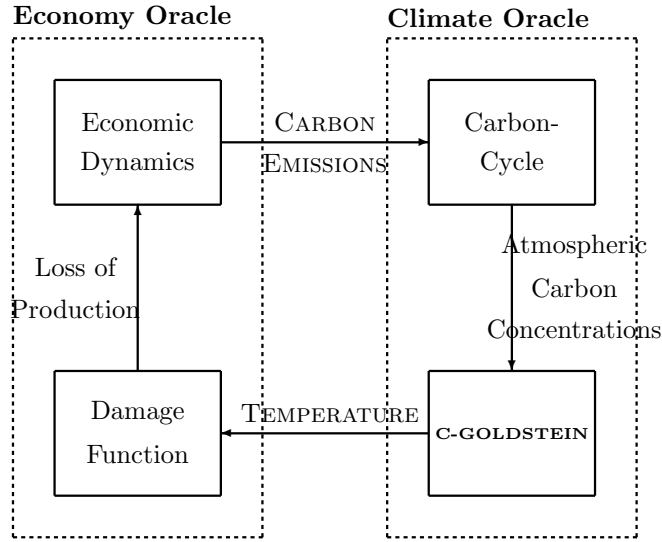 Economy Oracle
Climate Oracle
Economic
Dynamics
CARBON
EMISSIONS
Carbon-
Cycle
Loss of
Production
Atmospheric
Carbon
Concentrations
Damage
Function
TEMPERATURE
C-GOLDSTEIN